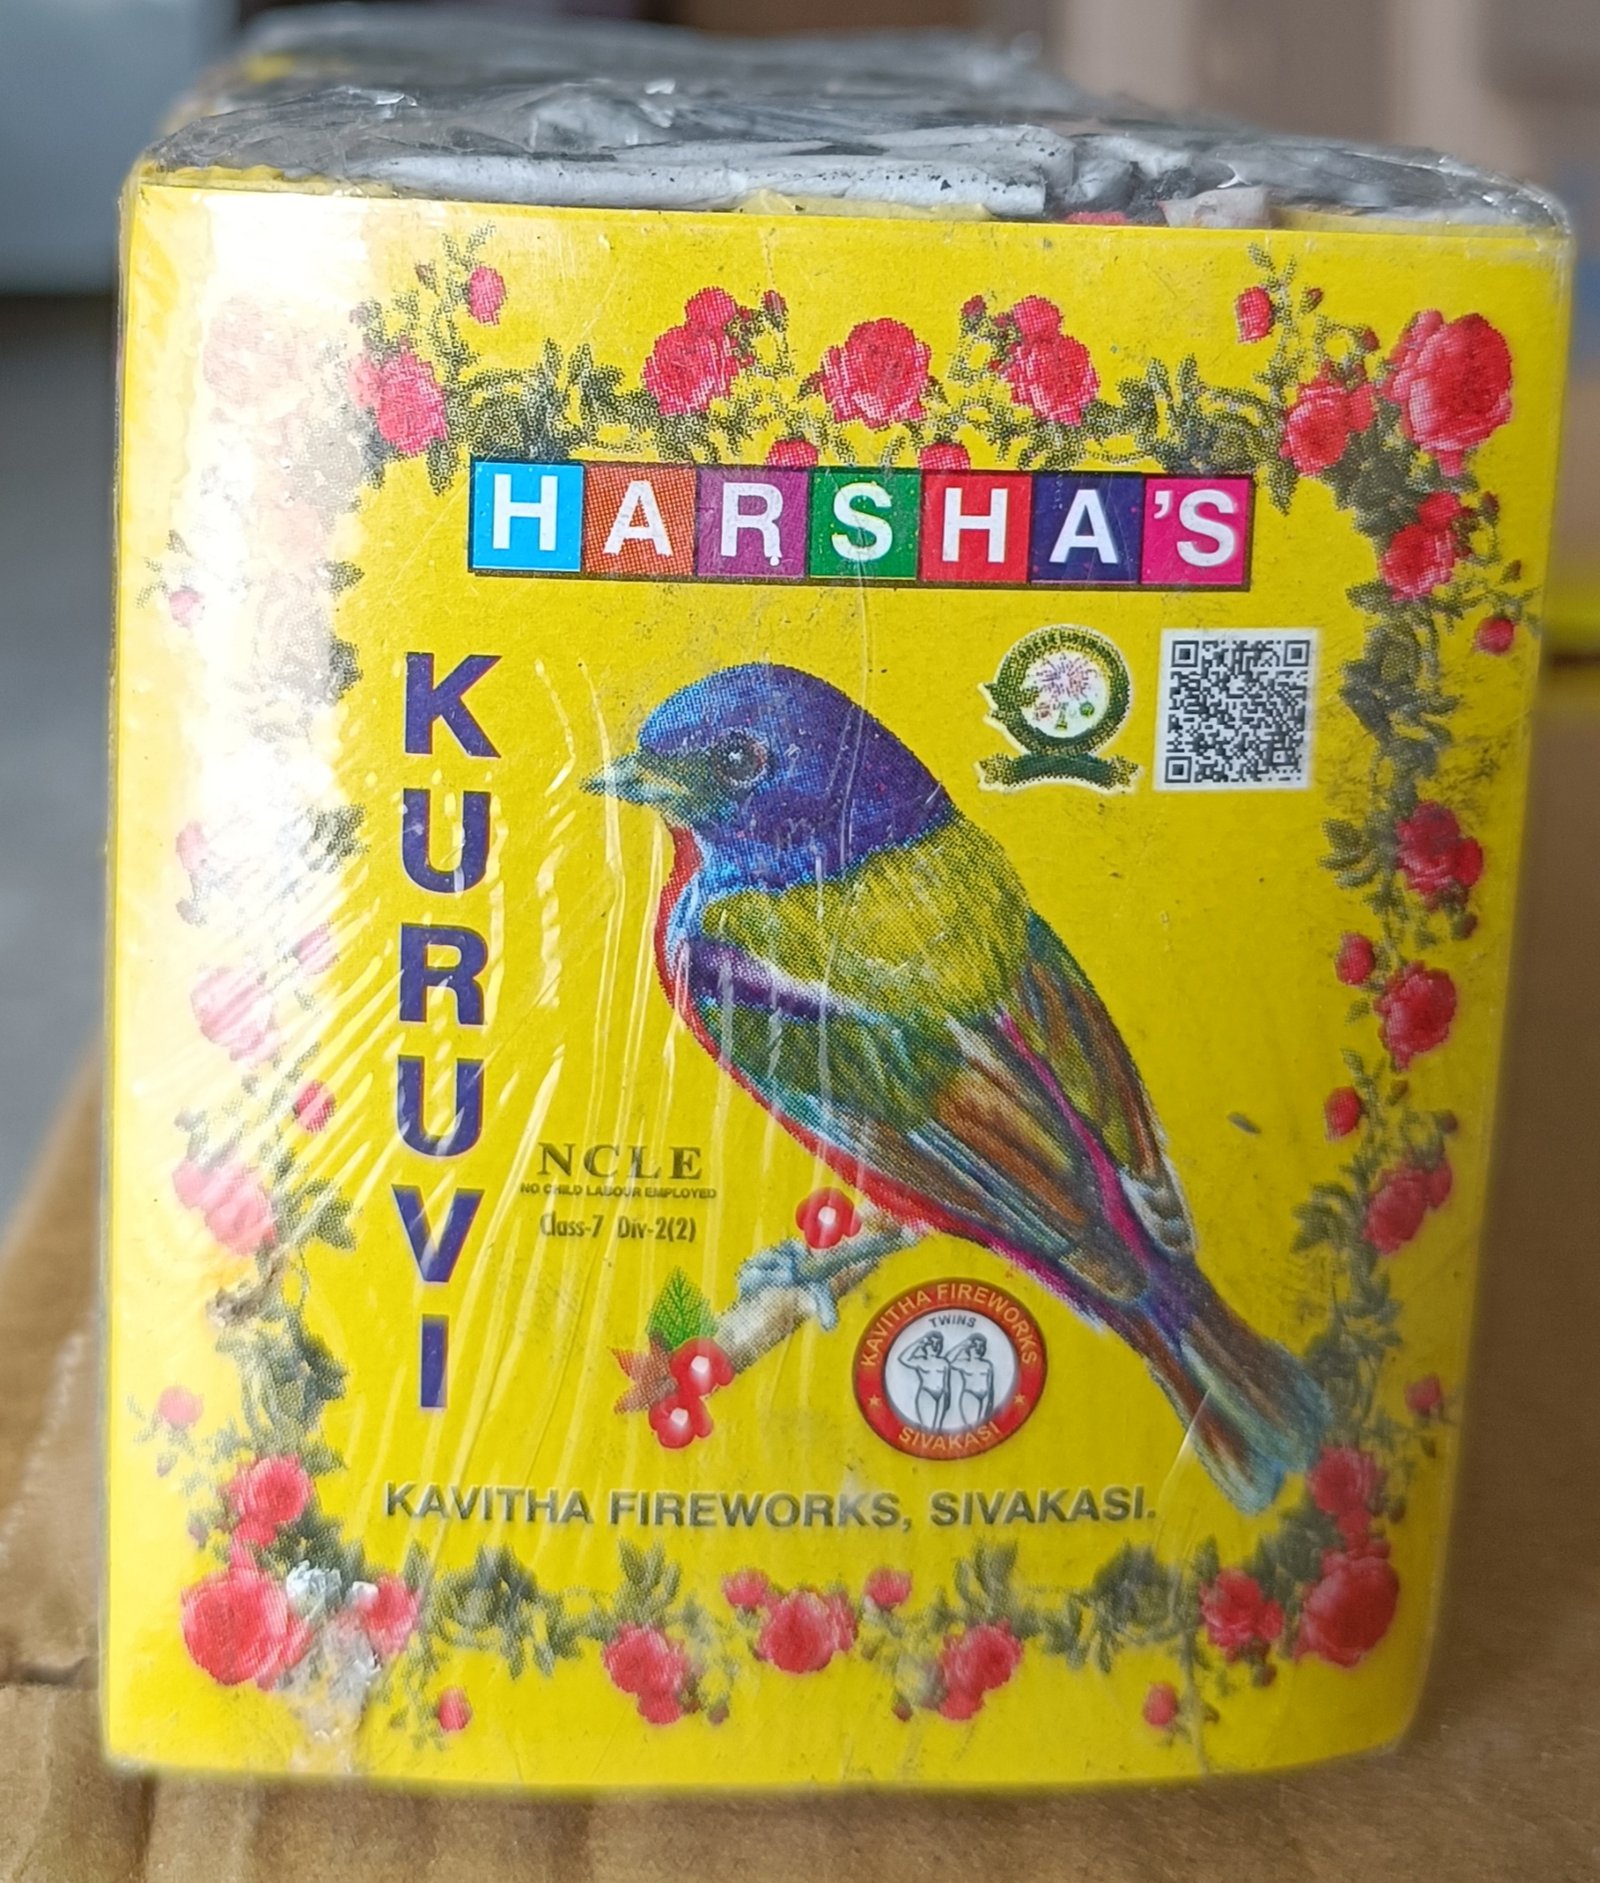 HARSHA'S
KURUVI
NCLE
NO CHILD LABOUR EMPLOYED
Class-7 Div-2(2)
KAVITHA FIREWORKS
TWINS
SIVAKASI
KAVITHA FIREWORKS, SIVAKASI.